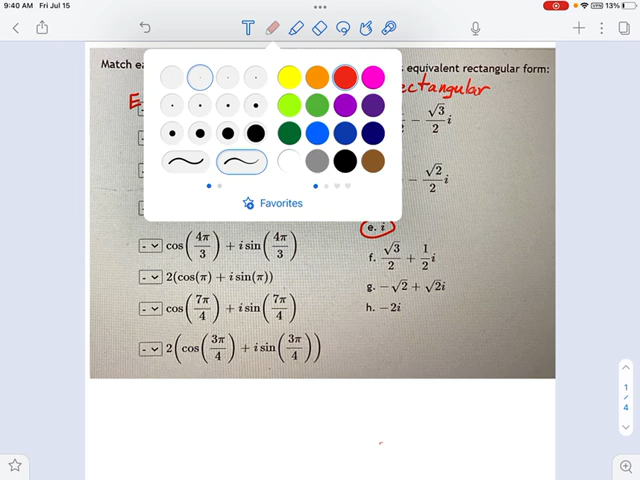 9:40 AM Fri Jul 15
13%
Match ea
equivalent rectangular form:
E
ctangular
− √3/2 i
− √2/2 i
e. i
Favorites
cos(4π/3) + i sin(4π/3)
f. √3/2 + 1/2 i
2(cos(π) + i sin(π))
g. −√2 + √2i
cos(7π/4) + i sin(7π/4)
h. −2i
2(cos(3π/4) + i sin(3π/4))
1
/
4